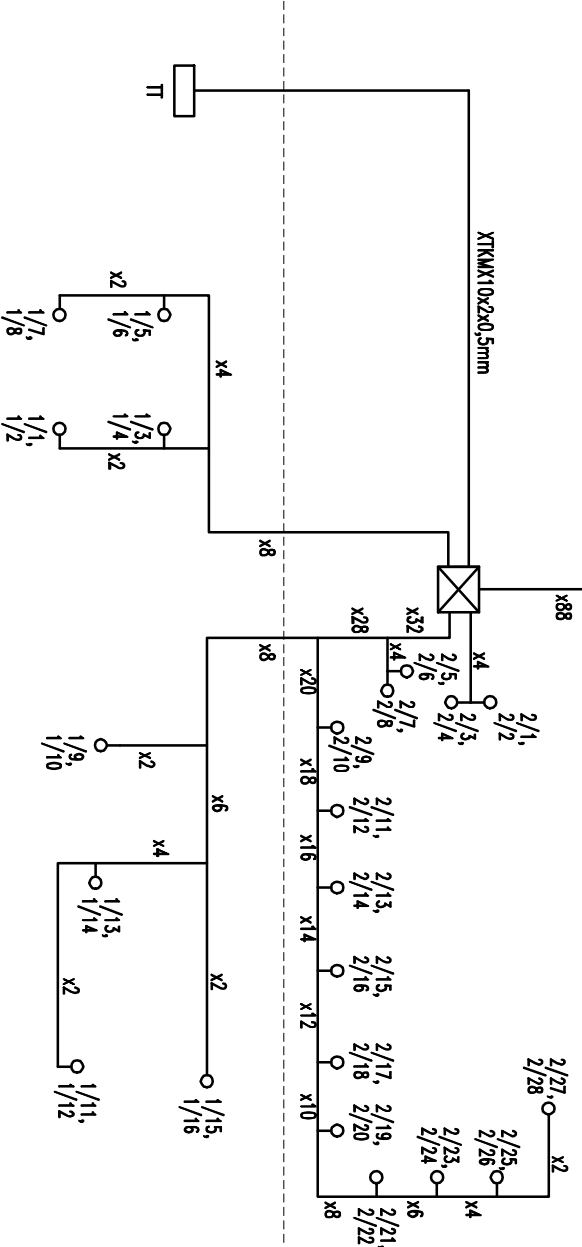 x88
x2
2/27,
2/28
2/1,
2/2
2/25,
2/26
XTKMX10x2x0,5mm
x4
x4
2/3,
2/4
2/5,
2/6
2/23,
2/24
x32
x6
2/7,
2/8
x4
2/21,
2/22
x28
2/9,
2/10
2/11,
2/12
2/13,
2/14
2/15,
2/16
2/17,
2/18
2/19,
2/20
x20
x18
x16
x14
x12
x10
x8
x8
x8
x4
x6
x2
1/15,
1/16
TT
1/5,
1/6
1/3,
1/4
x4
x2
x2
x2
1/13,
1/14
1/9,
1/10
x2
1/11,
1/12
1/7,
1/8
1/1,
1/2